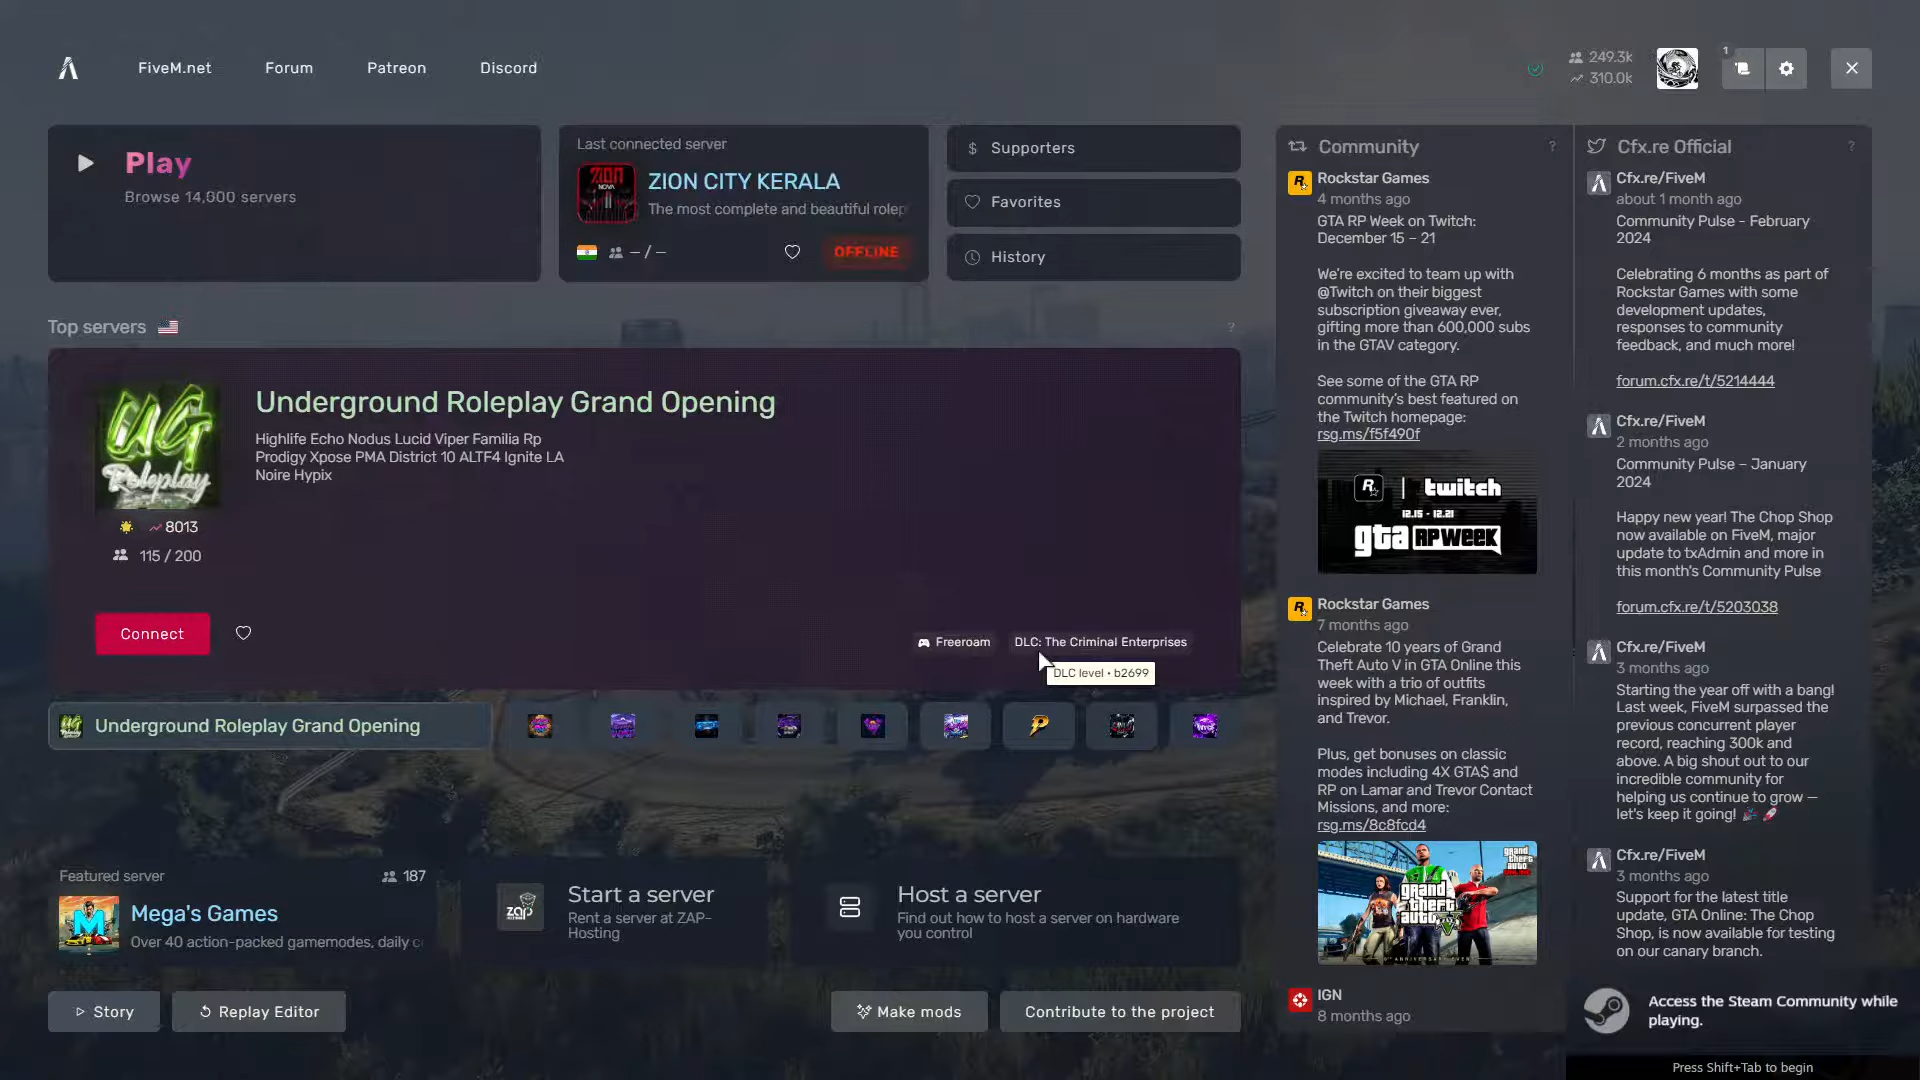 FiveM.net
Forum
Patreon
Discord
249.3k
310.0k
1
Play
Browse 14,000 servers
Last connected server
ZION
NOVA
ZION CITY KERALA
The most complete and beautiful rolep
– / –
OFFLINE
Supporters
Favorites
History
Top servers
?
UG
Roleplay
Underground Roleplay Grand Opening
Highlife Echo Nodus Lucid Viper Familia Rp
Prodigy Xpose PMA District 10 ALTF4 Ignite LA
Noire Hypix
8013
115 / 200
Connect
Freeroam
DLC: The Criminal Enterprises
DLC level • b2699
Underground Roleplay Grand Opening
Featured server
187
Mega's Games
Over 40 action-packed gamemodes, daily c
zap
Start a server
Rent a server at ZAP-
Hosting
Host a server
Find out how to host a server on hardware
you control
Story
Replay Editor
Make mods
Contribute to the project
Community
?
Rockstar Games
4 months ago
GTA RP Week on Twitch:
December 15 – 21
We're excited to team up with
@Twitch on their biggest
subscription giveaway ever,
gifting more than 600,000 subs
in the GTAV category.
See some of the GTA RP
community's best featured on
the Twitch homepage:
rsg.ms/f5f490f
R | twitch
12.15 - 12.21
gta RP WEEK
Rockstar Games
7 months ago
Celebrate 10 years of Grand
Theft Auto V in GTA Online this
week with a trio of outfits
inspired by Michael, Franklin,
and Trevor.
Plus, get bonuses on classic
modes including 4X GTA$ and
RP on Lamar and Trevor Contact
Missions, and more:
rsg.ms/8c8fcd4
grand
theft
auto
V
IGN
8 months ago
Cfx.re Official
?
Cfx.re/FiveM
about 1 month ago
Community Pulse - February
2024
Celebrating 6 months as part of
Rockstar Games with some
development updates,
responses to community
feedback, and much more!
forum.cfx.re/t/5214444
Cfx.re/FiveM
2 months ago
Community Pulse – January
2024
Happy new year! The Chop Shop
now available on FiveM, major
update to txAdmin and more in
this month's Community Pulse
forum.cfx.re/t/5203038
Cfx.re/FiveM
3 months ago
Starting the year off with a bang!
Last week, FiveM surpassed the
previous concurrent player
record, reaching 300k and
above. A big shout out to our
incredible community for
helping us continue to grow —
let's keep it going! 🎉 🚀
Cfx.re/FiveM
3 months ago
Support for the latest title
update, GTA Online: The Chop
Shop, is now available for testing
on our canary branch.
Access the Steam Community while
playing.
Press Shift+Tab to begin